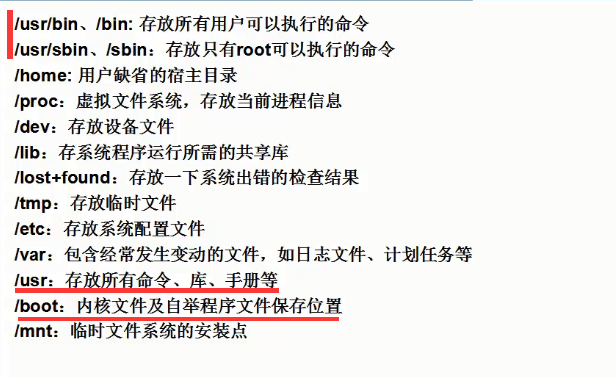 /usr/bin、/bin: 存放所有用户可以执行的命令
/usr/sbin、/sbin：存放只有root可以执行的命令
/home: 用户缺省的宿主目录
/proc：虚拟文件系统，存放当前进程信息
/dev：存放设备文件
/lib：存系统程序运行所需的共享库
/lost+found：存放一下系统出错的检查结果
/tmp：存放临时文件
/etc：存放系统配置文件
/var：包含经常发生变动的文件，如日志文件、计划任务等
/usr：存放所有命令、库、手册等
/boot：内核文件及自举程序文件保存位置
/mnt：临时文件系统的安装点